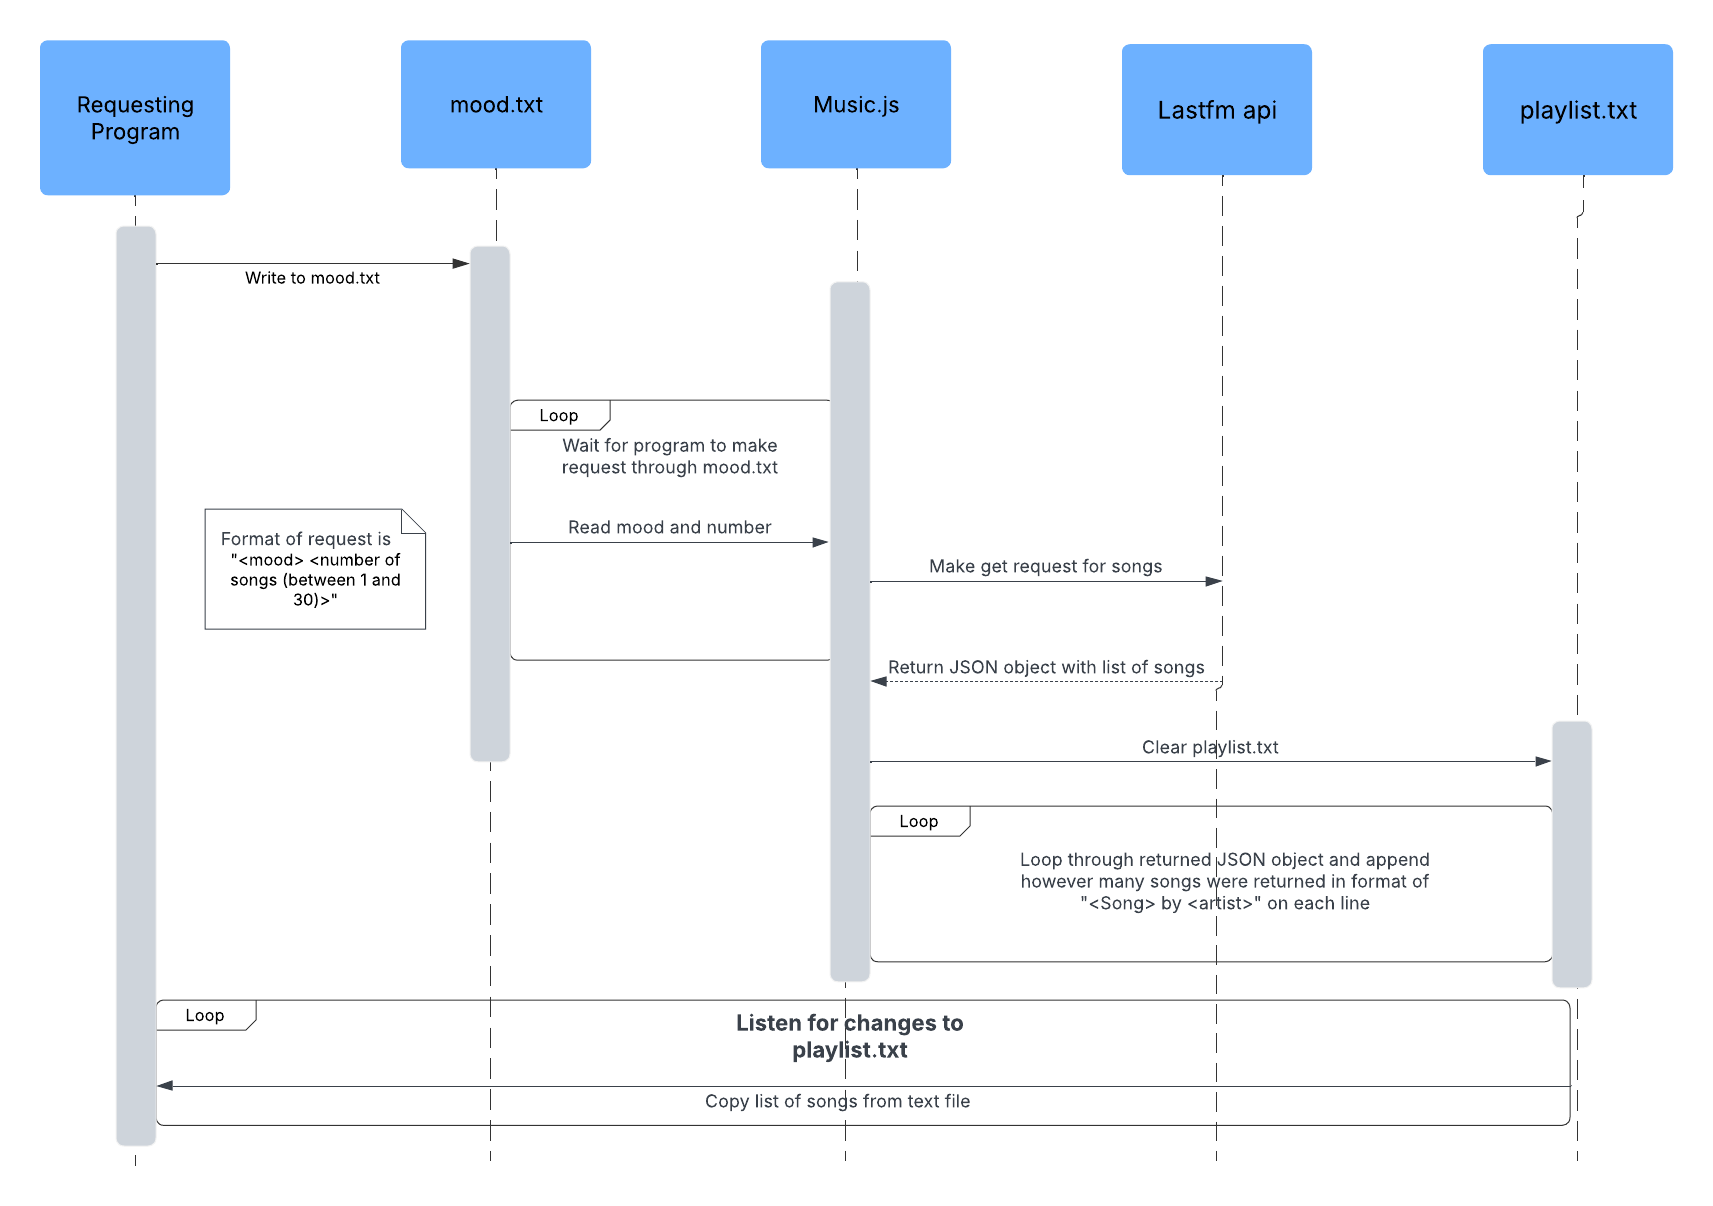 Requesting
Program
mood.txt
Music.js
Lastfm api
playlist.txt
Write to mood.txt
Loop
Wait for program to make
request through mood.txt
Read mood and number
Format of request is
"<mood> <number of
songs (between 1 and
30)>"
Make get request for songs
Return JSON object with list of songs
Clear playlist.txt
Loop
Loop through returned JSON object and append
however many songs were returned in format of
"<Song> by <artist>" on each line
Loop
Listen for changes to
playlist.txt
Copy list of songs from text file